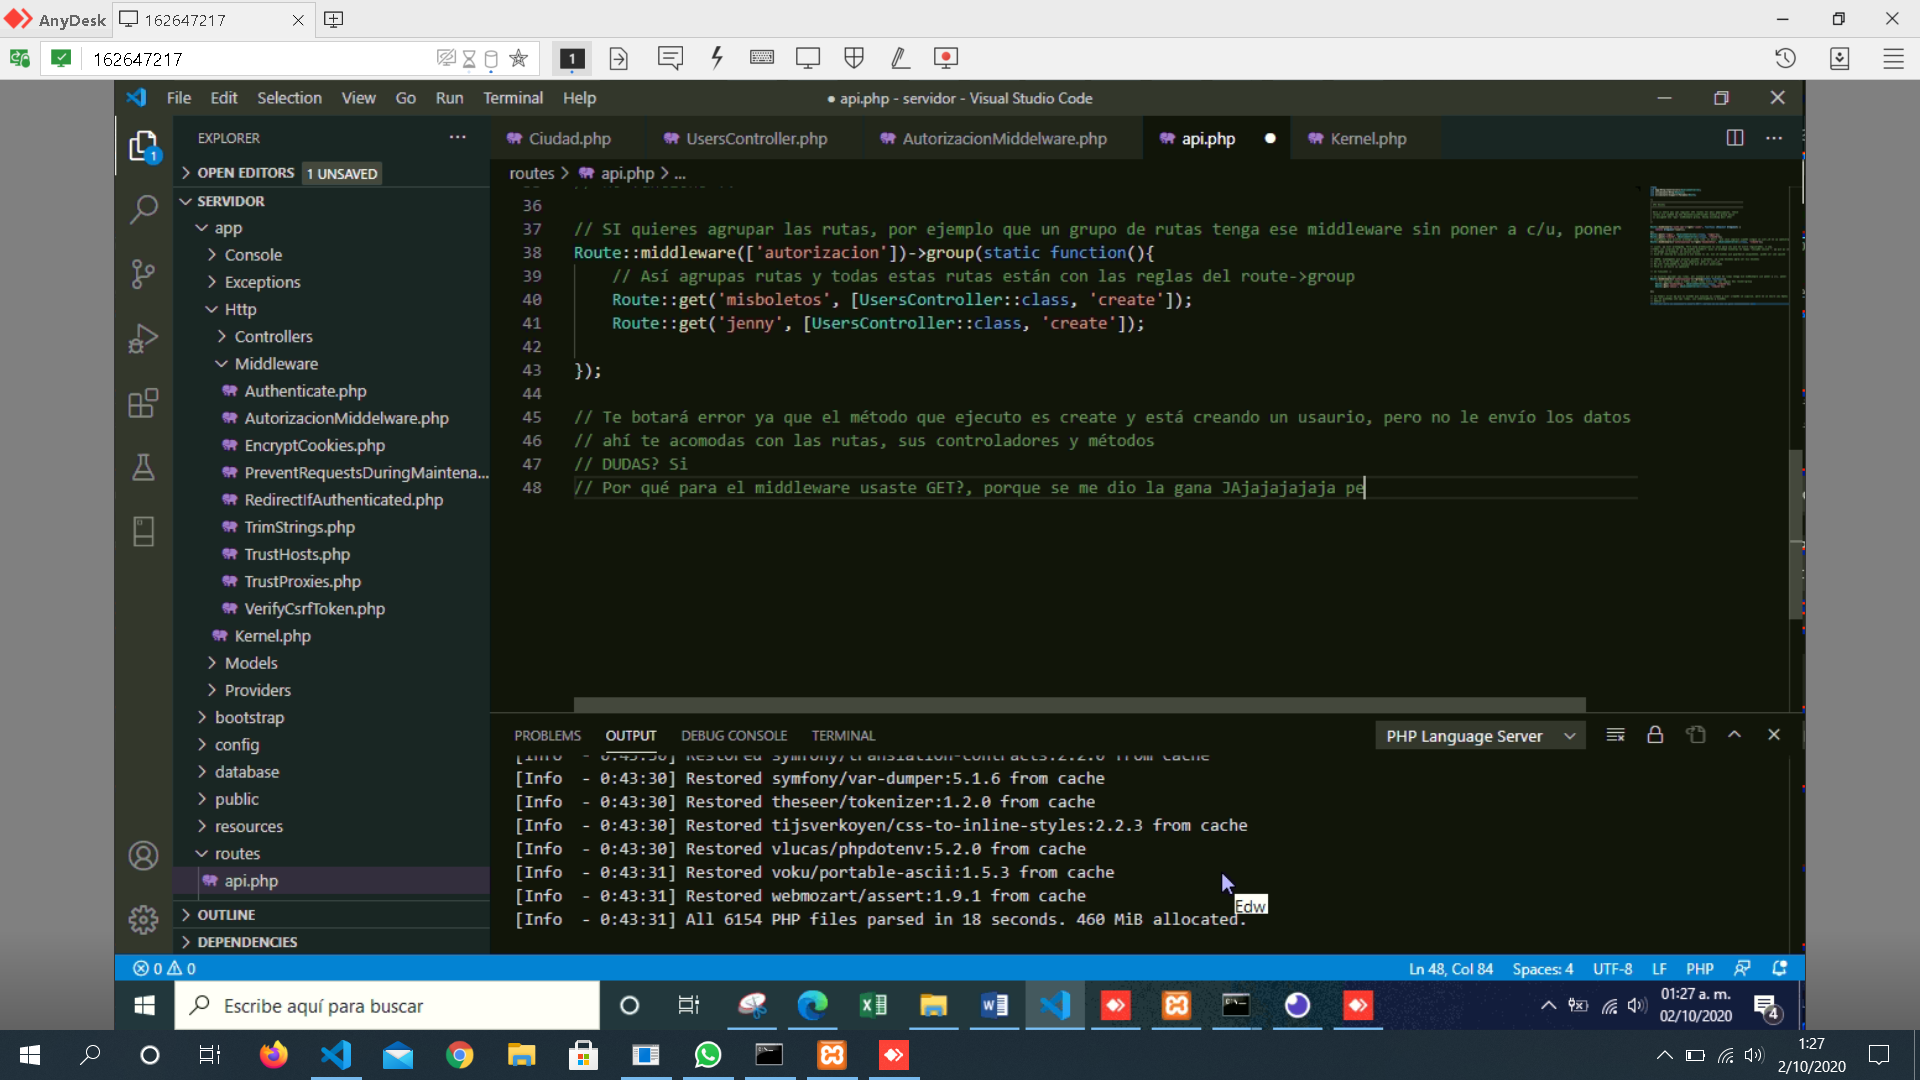 AnyDesk
162647217
162647217
1
File Edit Selection View Go Run Terminal Help
● api.php - servidor - Visual Studio Code
EXPLORER
Ciudad.php
UsersController.php
AutorizacionMiddelware.php
api.php
Kernel.php
OPEN EDITORS 1 UNSAVED
routes > api.php > ...
SERVIDOR
app
Console
Exceptions
Http
Controllers
Middleware
Authenticate.php
AutorizacionMiddelware.php
EncryptCookies.php
PreventRequestsDuringMaintena...
RedirectIfAuthenticated.php
TrimStrings.php
TrustHosts.php
TrustProxies.php
VerifyCsrfToken.php
Kernel.php
Models
Providers
bootstrap
config
database
public
resources
routes
api.php
OUTLINE
DEPENDENCIES
36
37 // SI quieres agrupar las rutas, por ejemplo que un grupo de rutas tenga ese middleware sin poner a c/u, poner
38 Route::middleware(['autorizacion'])->group(static function(){
39 // Así agrupas rutas y todas estas rutas están con las reglas del route->group
40 Route::get('misboletos', [UsersController::class, 'create']);
41 Route::get('jenny', [UsersController::class, 'create']);
42
43 });
44
45 // Te botará error ya que el método que ejecuto es create y está creando un usaurio, pero no le envío los datos
46 // ahí te acomodas con las rutas, sus controladores y métodos
47 // DUDAS? Si
48 // Por qué para el middleware usaste GET?, porque se me dio la gana JAjajajajaja pe
PROBLEMS OUTPUT DEBUG CONSOLE TERMINAL
PHP Language Server
[Info - 0:43:30] Restored symfony/translation-contracts:2.2.0 from cache
[Info - 0:43:30] Restored symfony/var-dumper:5.1.6 from cache
[Info - 0:43:30] Restored theseer/tokenizer:1.2.0 from cache
[Info - 0:43:30] Restored tijsverkoyen/css-to-inline-styles:2.2.3 from cache
[Info - 0:43:30] Restored vlucas/phpdotenv:5.2.0 from cache
[Info - 0:43:31] Restored voku/portable-ascii:1.5.3 from cache
[Info - 0:43:31] Restored webmozart/assert:1.9.1 from cache
[Info - 0:43:31] All 6154 PHP files parsed in 18 seconds. 460 MiB allocated.
Edw
0 0
Ln 48, Col 84 Spaces: 4 UTF-8 LF PHP
Escribe aquí para buscar
01:27 a. m.
02/10/2020
4
1:27
2/10/2020